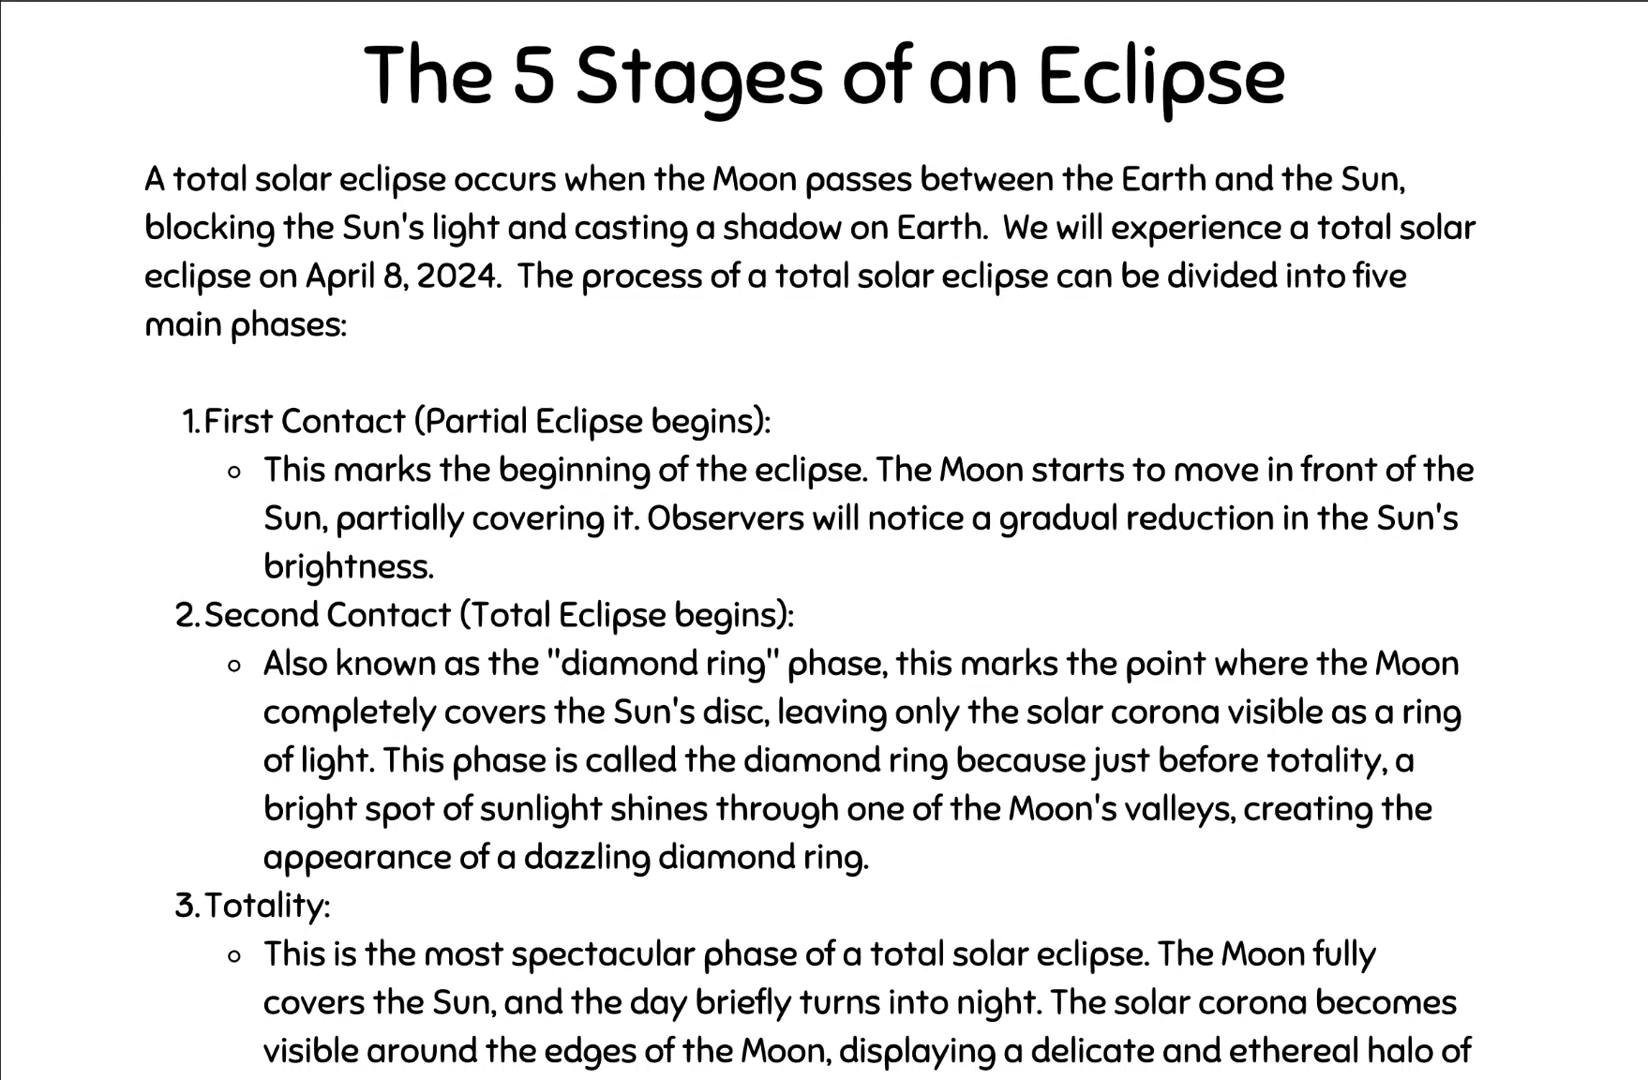 The 5 Stages of an Eclipse
A total solar eclipse occurs when the Moon passes between the Earth and the Sun,
blocking the Sun's light and casting a shadow on Earth.  We will experience a total solar
eclipse on April 8, 2024.  The process of a total solar eclipse can be divided into five
main phases:
1. First Contact (Partial Eclipse begins):
◦ This marks the beginning of the eclipse. The Moon starts to move in front of the
Sun, partially covering it. Observers will notice a gradual reduction in the Sun's
brightness.
2. Second Contact (Total Eclipse begins):
◦ Also known as the "diamond ring" phase, this marks the point where the Moon
completely covers the Sun's disc, leaving only the solar corona visible as a ring
of light. This phase is called the diamond ring because just before totality, a
bright spot of sunlight shines through one of the Moon's valleys, creating the
appearance of a dazzling diamond ring.
3. Totality:
◦ This is the most spectacular phase of a total solar eclipse. The Moon fully
covers the Sun, and the day briefly turns into night. The solar corona becomes
visible around the edges of the Moon, displaying a delicate and ethereal halo of